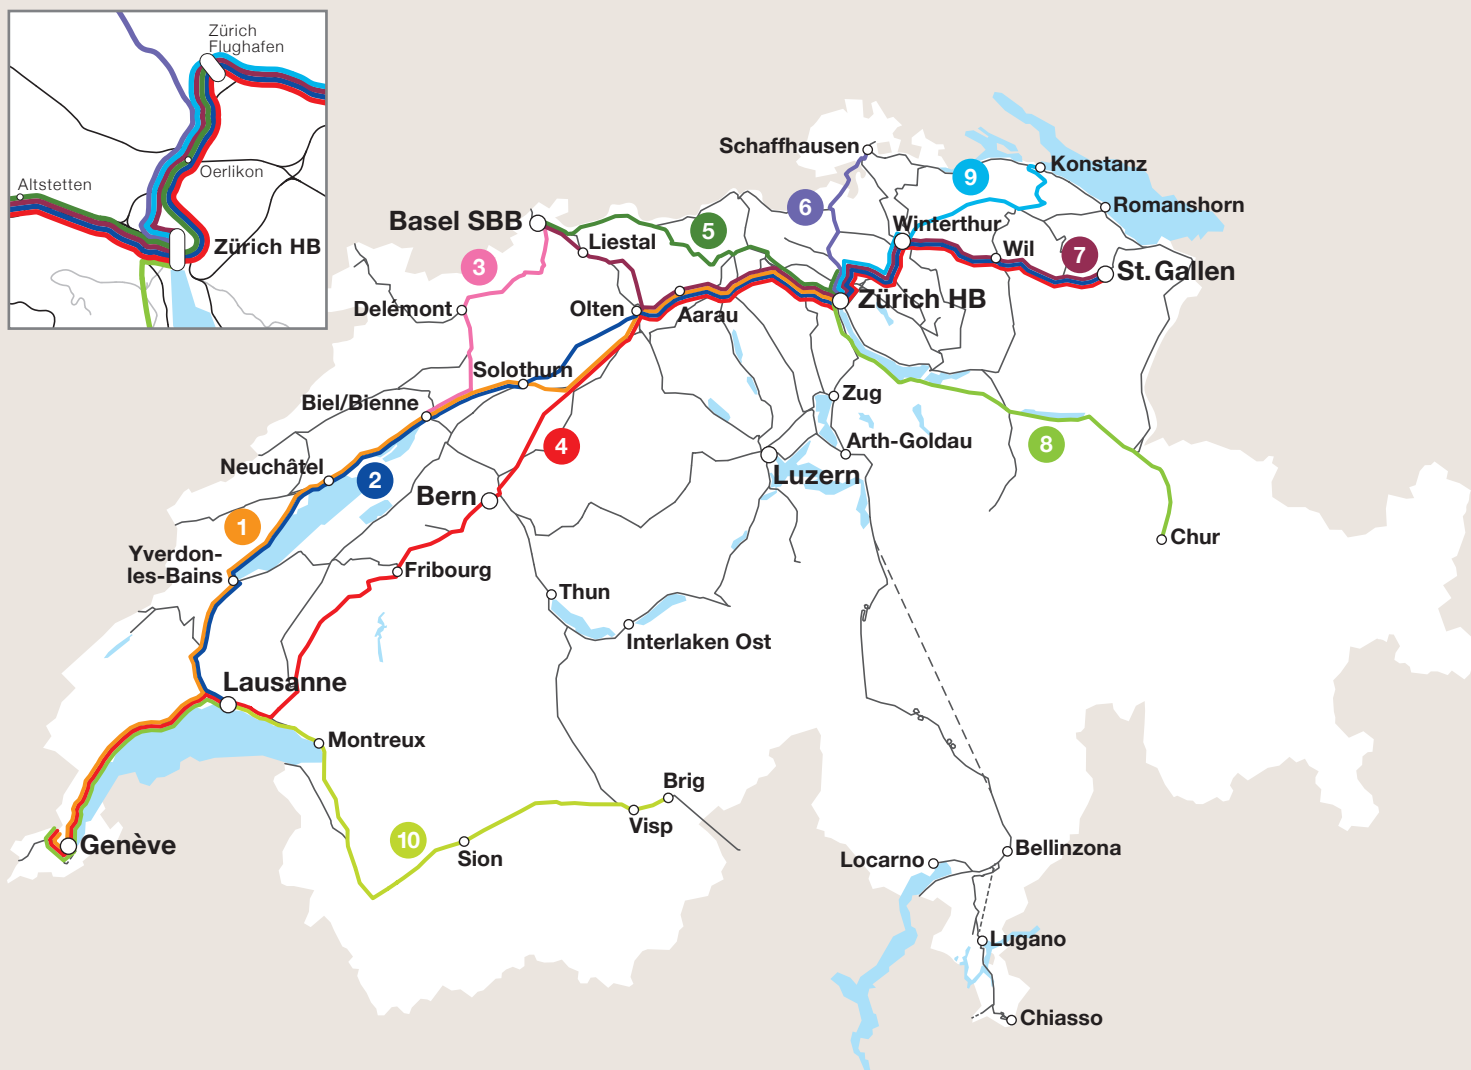 Zürich
Flughafen
Oerlikon
Altstetten
Zürich HB
Schaffhausen
Konstanz
9
6
Romanshorn
Basel SBB
5
Winterthur
Liestal
Wil
7
3
St. Gallen
Zürich HB
Delémont
Olten
Aarau
Solothurn
Zug
Biel/Bienne
4
Arth-Goldau
8
Neuchâtel
2
Luzern
Bern
1
Chur
Yverdon-
les-Bains
Fribourg
Thun
Interlaken Ost
Lausanne
Montreux
Brig
Visp
10
Genève
Sion
Bellinzona
Locarno
Lugano
Chiasso